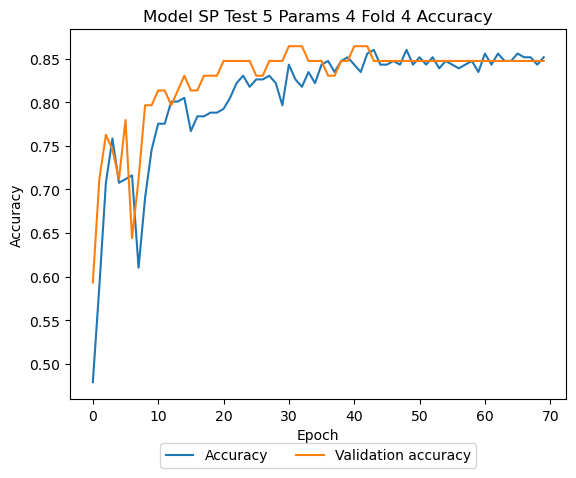 Model SP Test 5 Params 4 Fold 4 Accuracy
Accuracy
0.85
0.80
0.75
0.70
0.65
0.60
0.55
0.50
0 10 20 30 40 50 60 70
Epoch
Accuracy Validation accuracy